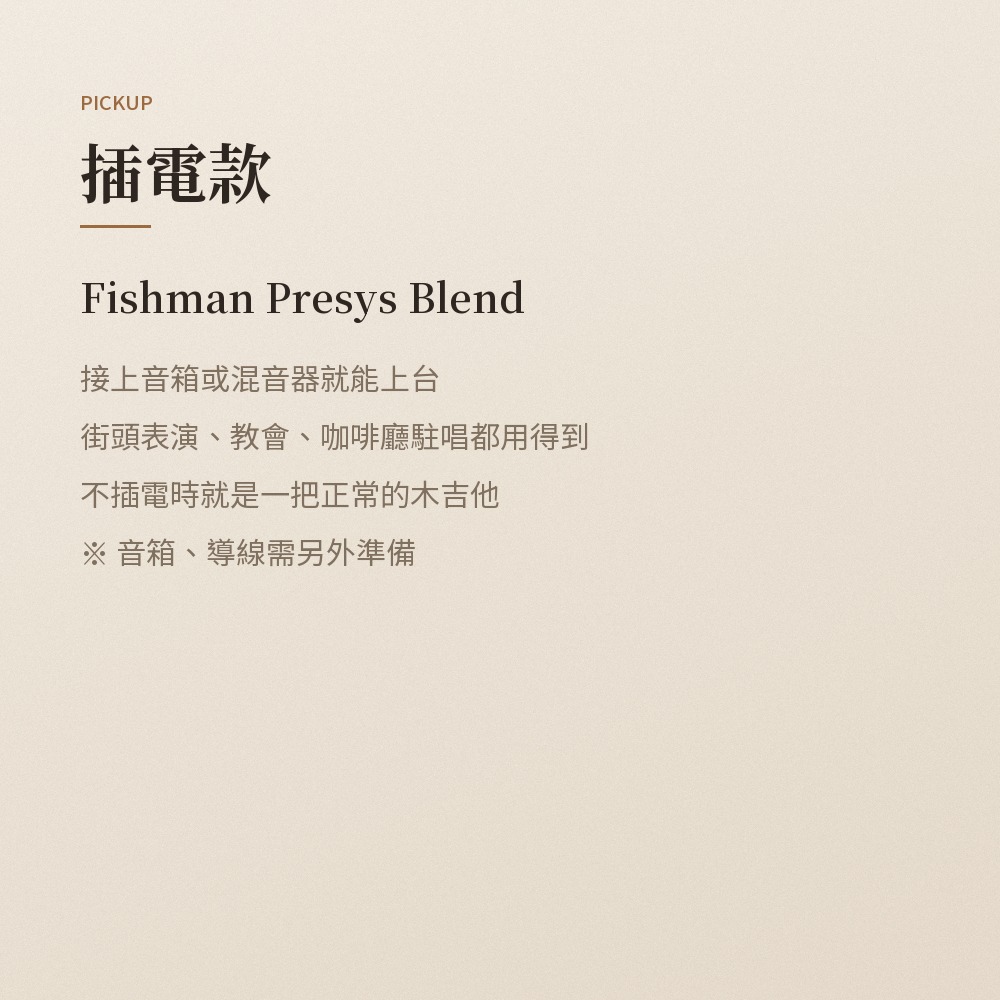 PICKUP
插電款
Fishman Presys Blend
接上音箱或混音器就能上台
街頭表演、教會、咖啡廳駐唱都用得到
不插電時就是一把正常的木吉他
※ 音箱、導線需另外準備